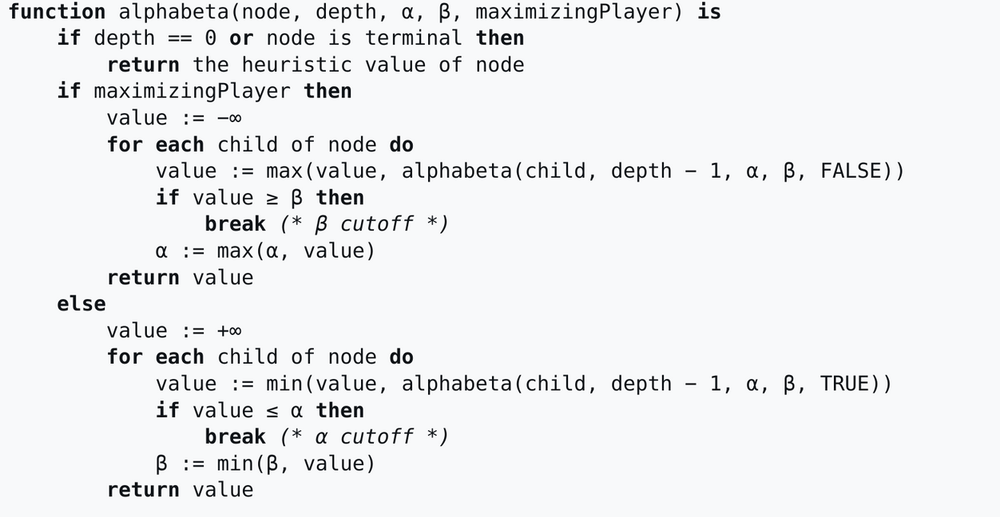 function alphabeta(node, depth, α, β, maximizingPlayer) is
    if depth == 0 or node is terminal then
        return the heuristic value of node
    if maximizingPlayer then
        value := −∞
        for each child of node do
            value := max(value, alphabeta(child, depth − 1, α, β, FALSE))
            if value ≥ β then
                break (* β cutoff *)
            α := max(α, value)
        return value
    else
        value := +∞
        for each child of node do
            value := min(value, alphabeta(child, depth − 1, α, β, TRUE))
            if value ≤ α then
                break (* α cutoff *)
            β := min(β, value)
        return value